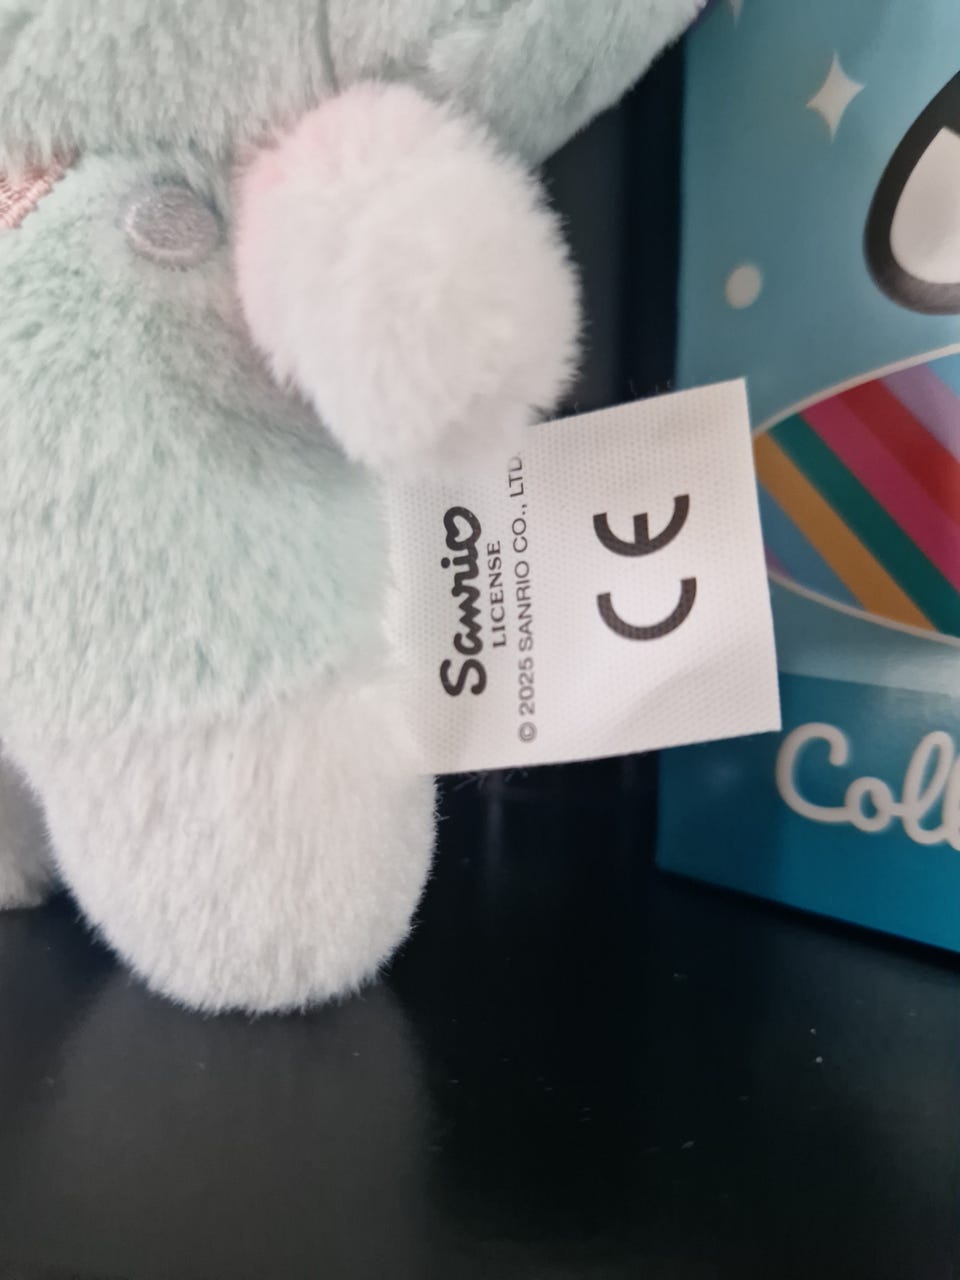 Sanrio
LICENSE
© 2025 SANRIO CO., LTD.
CE
Coll